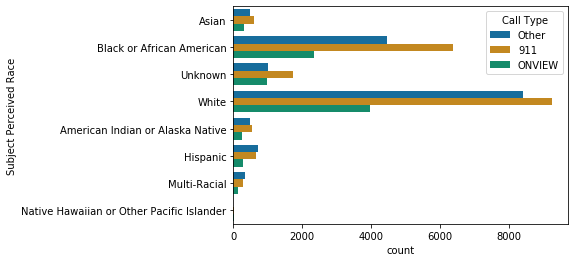 Asian
Black or African American
Unknown
White
American Indian or Alaska Native
Hispanic
Multi-Racial
Native Hawaiian or Other Pacific Islander
Subject Perceived Race
0
2000
4000
6000
8000
count
Call Type
Other
911
ONVIEW